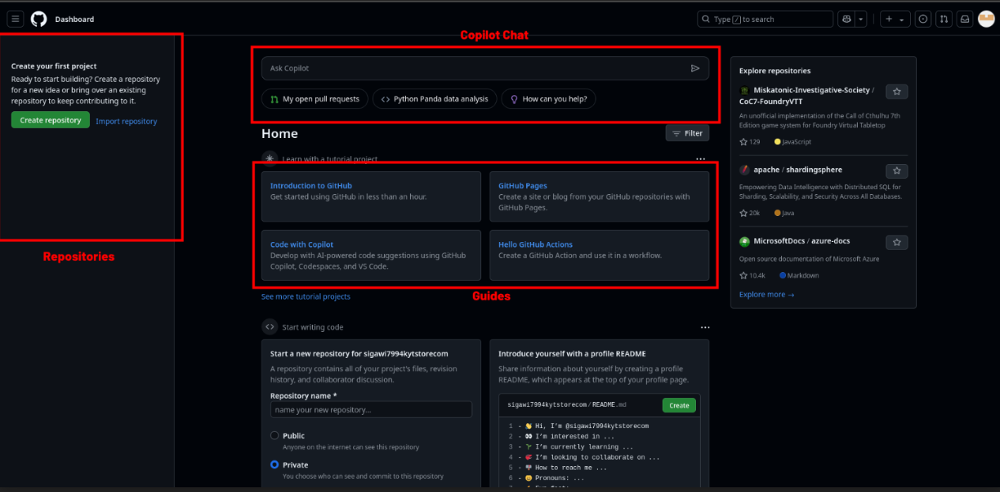 Dashboard
Type / to search
Copilot Chat
Create your first project
Ready to start building? Create a repository
for a new idea or bring over an existing
repository to keep contributing to it.
Create repository
Import repository
Repositories
Ask Copilot
My open pull requests
Python Panda data analysis
How can you help?
Home
Filter
Learn with a tutorial project
Introduction to GitHub
Get started using GitHub in less than an hour.
GitHub Pages
Create a site or blog from your GitHub repositories with
GitHub Pages.
Code with Copilot
Develop with AI-powered code suggestions using GitHub
Copilot, Codespaces, and VS Code.
Hello GitHub Actions
Create a GitHub Action and use it in a workflow.
Guides
See more tutorial projects
Start writing code
Start a new repository for sigawi7994kytstorecom
A repository contains all of your project's files, revision
history, and collaborator discussion.
Repository name *
name your new repository...
Public
Anyone on the internet can see this repository
Private
You choose who can see and commit to this repository
Introduce yourself with a profile README
Share information about yourself by creating a profile
README, which appears at the top of your profile page.
sigawi7994kytstorecom/README.md
Create
1 - 👋 Hi, I'm @sigawi7994kytstorecom
2 - 👀 I'm interested in ...
3 - 🌱 I'm currently learning ...
4 - 💞️ I'm looking to collaborate on ...
5 - 📫 How to reach me ...
6 - 😄 Pronouns: ...
Explore repositories
Miskatonic-Investigative-Society /
CoC7-FoundryVTT
An unofficial implementation of the Call of Cthulhu 7th
Edition game system for Foundry Virtual Tabletop
129 JavaScript
apache / shardingsphere
Empowering Data Intelligence with Distributed SQL for
Sharding, Scalability, and Security Across All Databases.
20k Java
MicrosoftDocs / azure-docs
Open source documentation of Microsoft Azure
10.4k Markdown
Explore more →